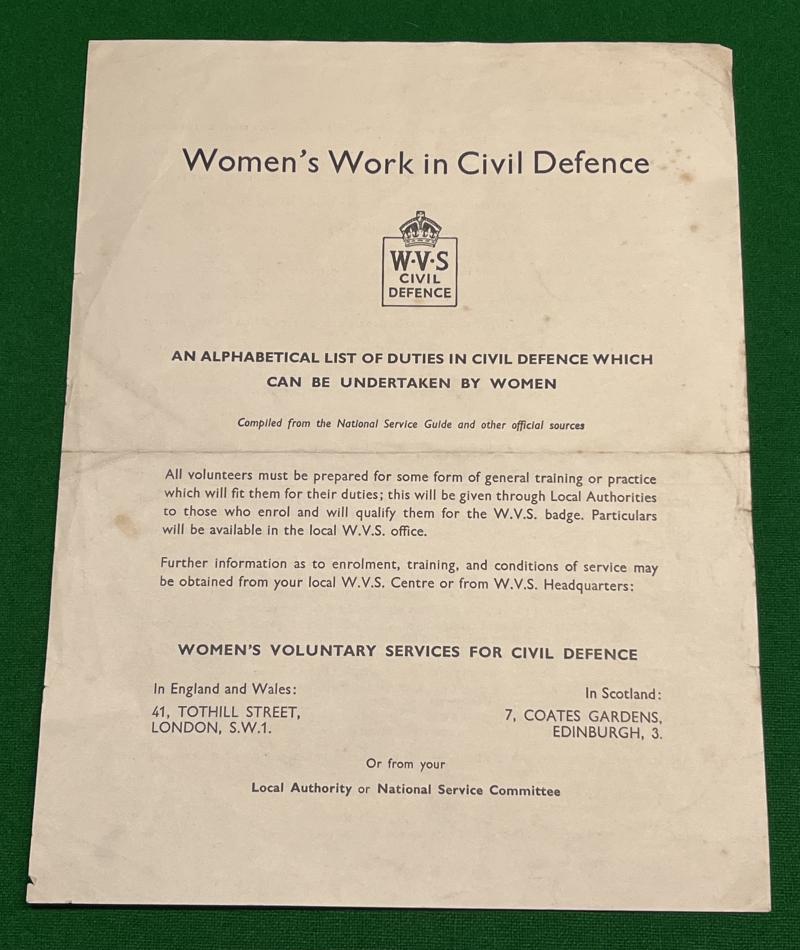 Women's Work in Civil Defence
W·V·S
CIVIL
DEFENCE
AN ALPHABETICAL LIST OF DUTIES IN CIVIL DEFENCE WHICH
CAN BE UNDERTAKEN BY WOMEN
Compiled from the National Service Guide and other official sources
All volunteers must be prepared for some form of general training or practice
which will fit them for their duties; this will be given through Local Authorities
to those who enrol and will qualify them for the W.V.S. badge. Particulars
will be available in the local W.V.S. office.
Further information as to enrolment, training, and conditions of service may
be obtained from your local W.V.S. Centre or from W.V.S. Headquarters:
WOMEN'S VOLUNTARY SERVICES FOR CIVIL DEFENCE
In England and Wales:
41, TOTHILL STREET,
LONDON, S.W.1.
In Scotland:
7, COATES GARDENS,
EDINBURGH, 3.
Or from your
Local Authority or National Service Committee